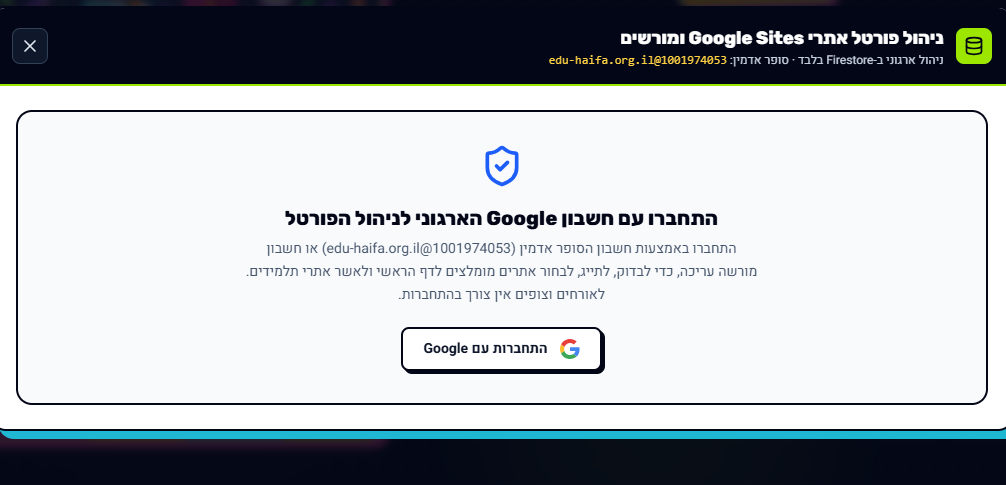 ניהול פורטל אתרי Google Sites ומורשים
ניהול ארגוני ב-Firestore בלבד · סופר אדמין: edu-haifa.org.il@1001974053
התחברו עם חשבון Google הארגוני לניהול הפורטל
התחברו באמצעות חשבון הסופר אדמין (edu-haifa.org.il@1001974053) או חשבון
מורשה עריכה, כדי לבדוק, לתייג, לבחור אתרים מומלצים לדף הראשי ולאשר אתרי תלמידים.
לאורחים וצופים אין צורך בהתחברות.
התחברות עם Google